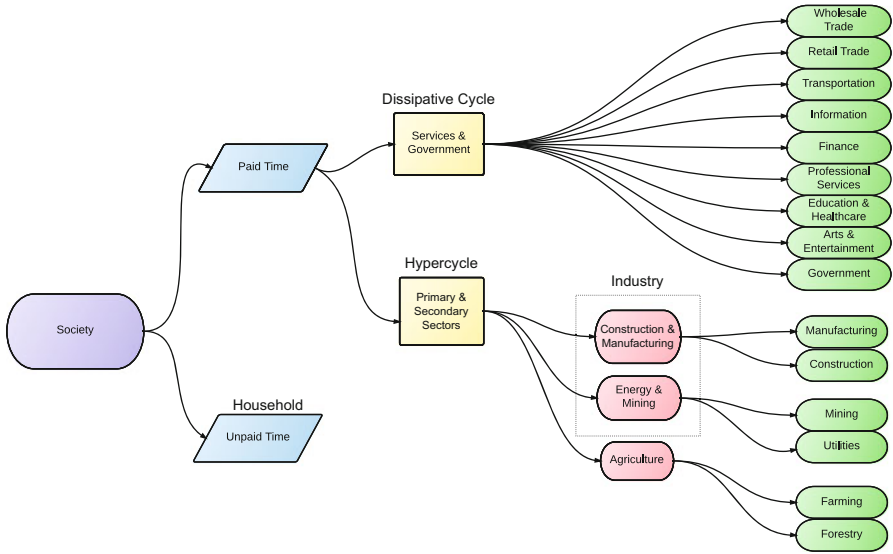 Wholesale
Trade
Retail Trade
Transportation
Information
Finance
Professional
Services
Education &
Healthcare
Arts &
Entertainment
Government
Dissipative Cycle
Services &
Government
Paid Time
Hypercycle
Primary &
Secondary
Sectors
Industry
Construction &
Manufacturing
Energy &
Mining
Agriculture
Manufacturing
Construction
Mining
Utilities
Farming
Forestry
Society
Household
Unpaid Time